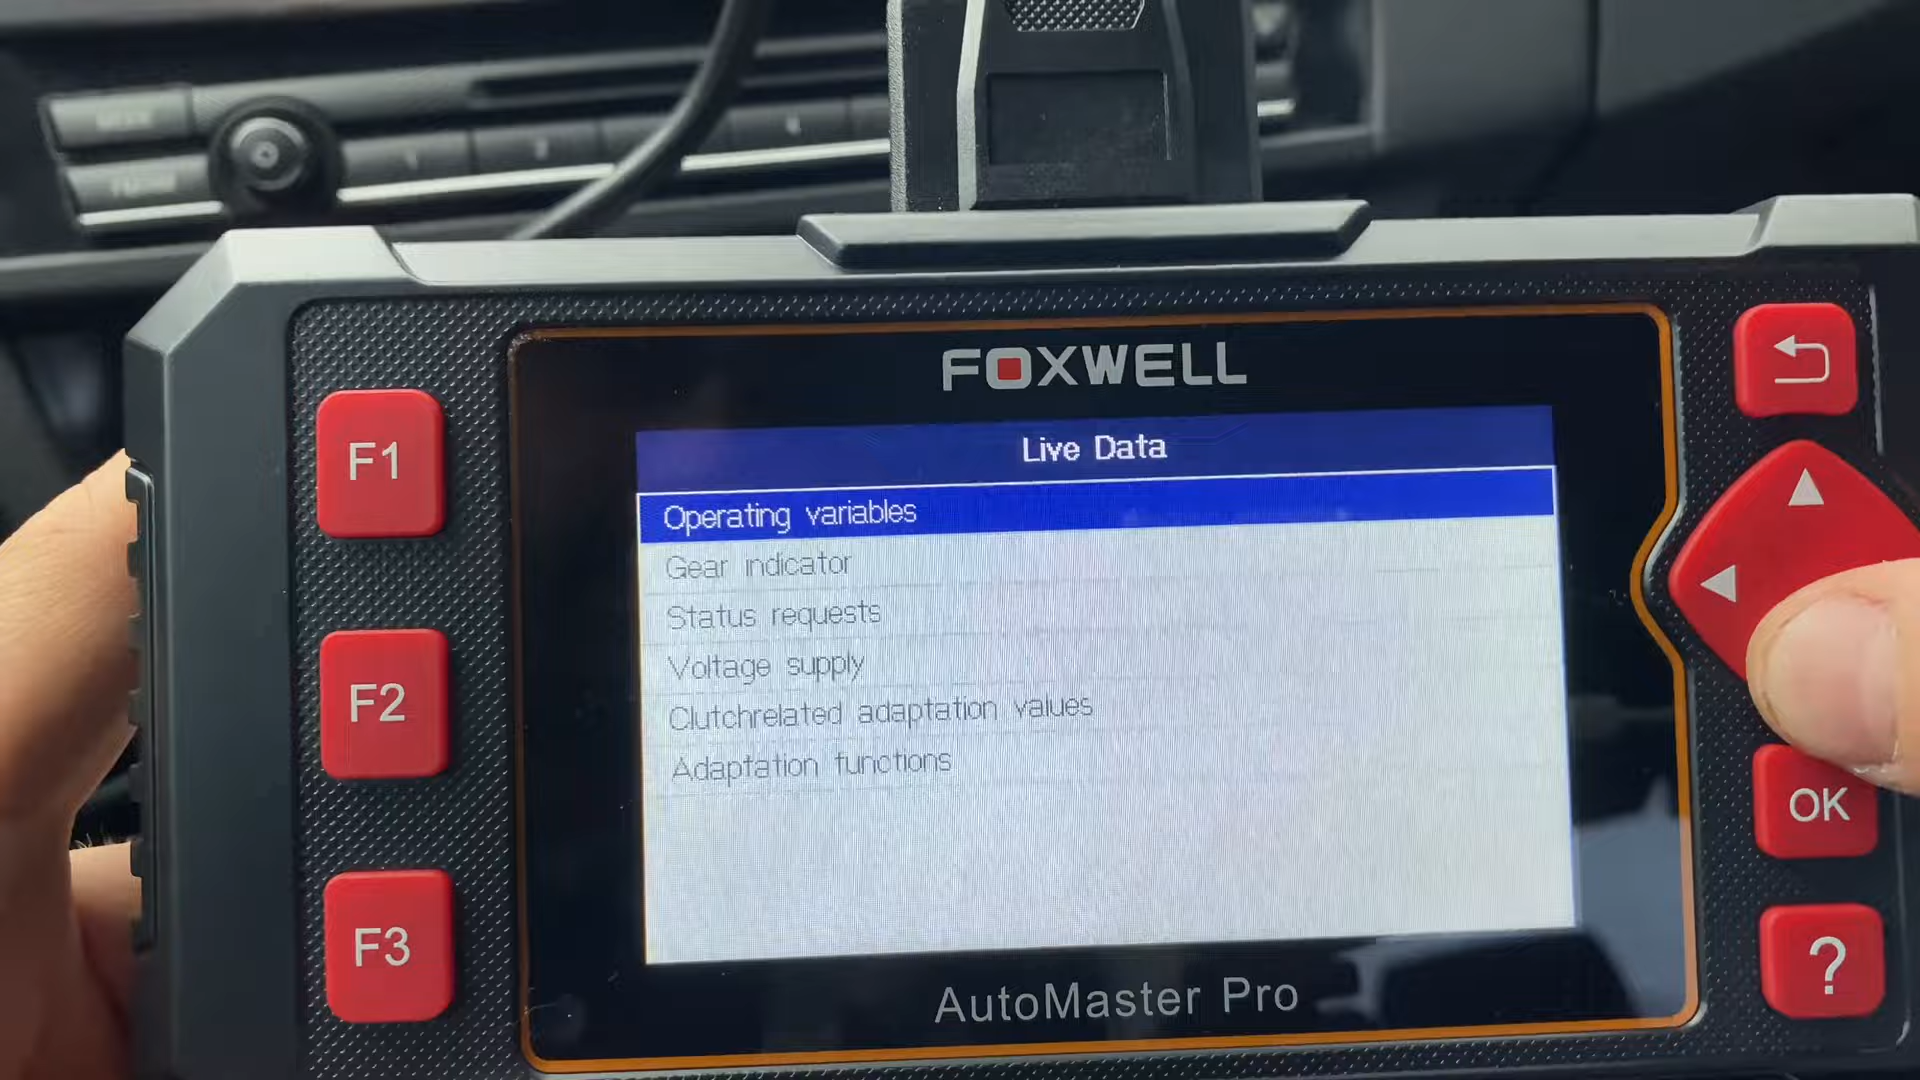 FOXWELL
Live Data
Operating variables
Gear indicator
Status requests
Voltage supply
Clutchrelated adaptation values
Adaptation functions
AutoMaster Pro
F1
F2
F3
OK
?